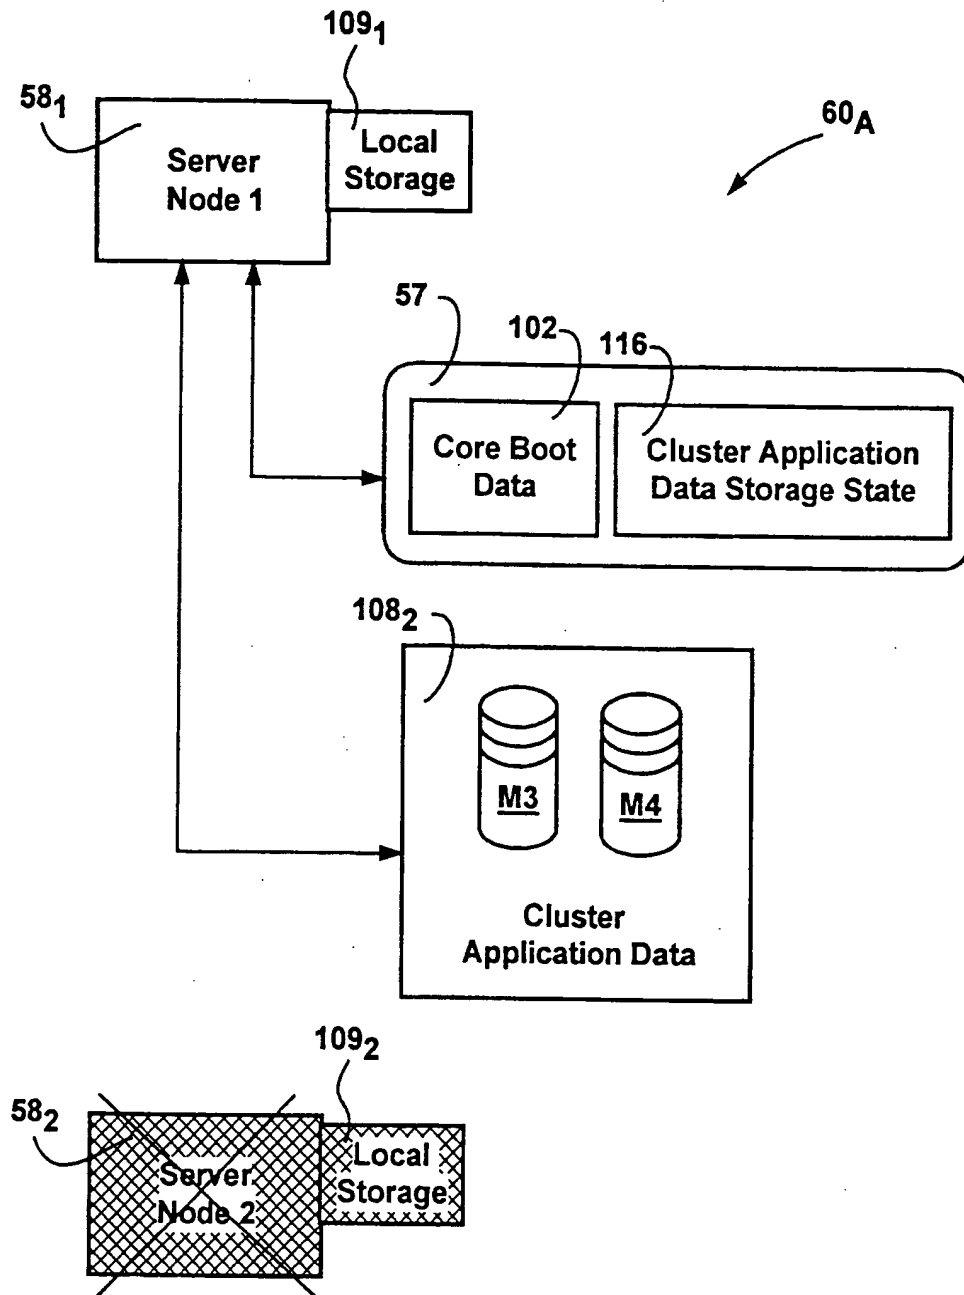 109₁
58₁
Server
Node 1
Local
Storage
60A
57
102
116
Core Boot
Data
Cluster Application
Data Storage State
108₂
M3
M4
Cluster
Application Data
109₂
58₂
Server
Node 2
Local
Storage